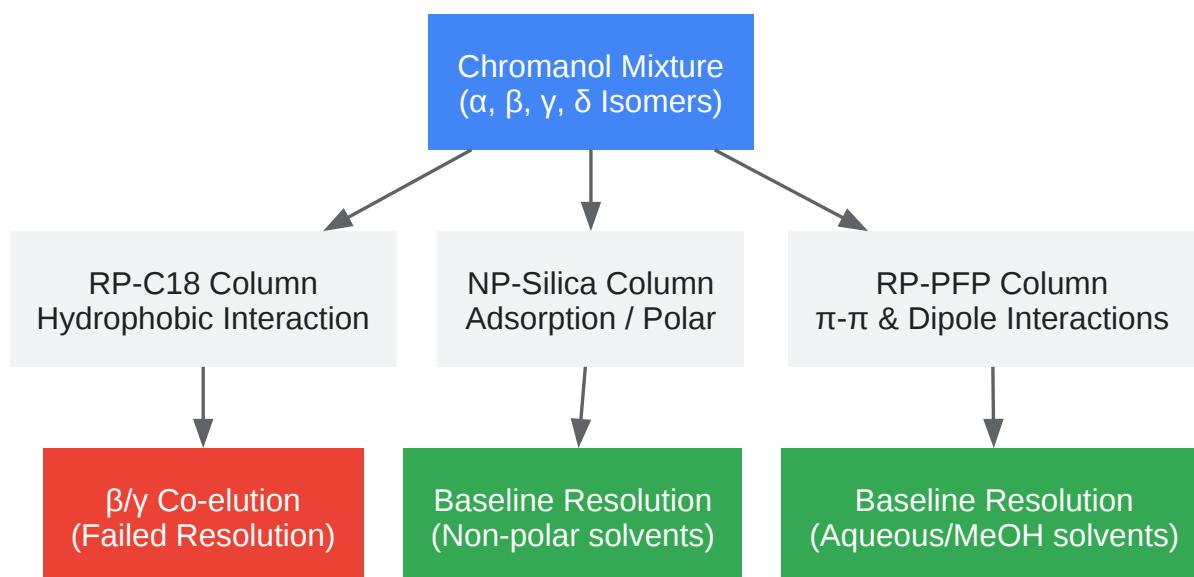 Chromanol Mixture
(α, β, γ, δ Isomers)
RP-C18 Column
Hydrophobic Interaction
NP-Silica Column
Adsorption / Polar
RP-PFP Column
π-π & Dipole Interactions
β/γ Co-elution
(Failed Resolution)
Baseline Resolution
(Non-polar solvents)
Baseline Resolution
(Aqueous/MeOH solvents)